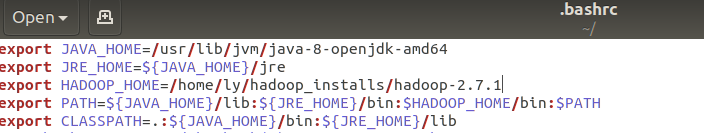 Open
.bashrc
~/
export JAVA_HOME=/usr/lib/jvm/java-8-openjdk-amd64
export JRE_HOME=${JAVA_HOME}/jre
export HADOOP_HOME=/home/ly/hadoop_installs/hadoop-2.7.1
export PATH=${JAVA_HOME}/lib:${JRE_HOME}/bin:$HADOOP_HOME/bin:$PATH
export CLASSPATH=.:${JAVA_HOME}/bin:${JRE_HOME}/lib